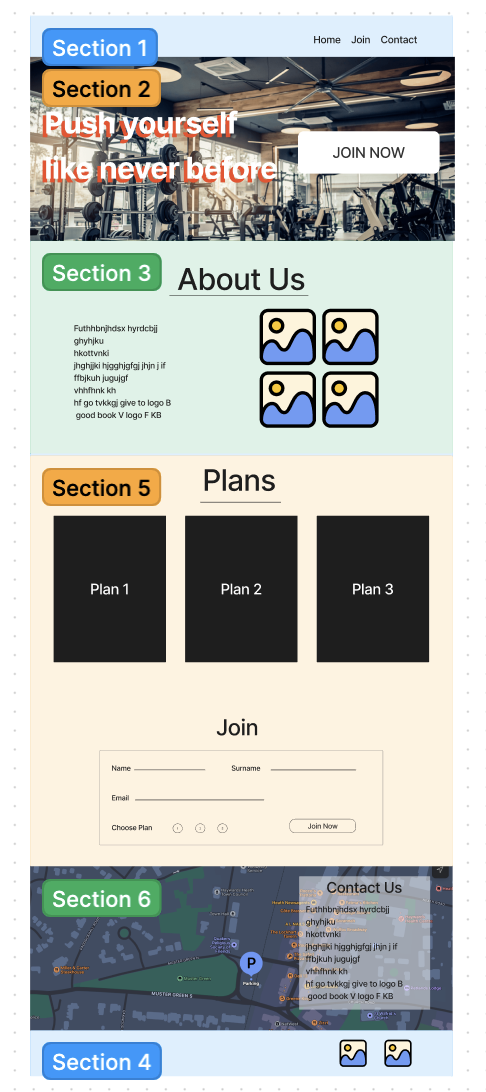 Section 1
Home Join Contact
Section 2
Push yourself
like never before
JOIN NOW
Section 3
About Us
Futhhbnjhdsx hyrdcbjj
ghyhjku
hkottvnki
jhghjjki hjgghjgfgj jhjn j if
ffbjkuh jugujgf
vhhfhnk kh
hf go tvkkgj give to logo B
good book V logo F KB
Section 5
Plans
Plan 1
Plan 2
Plan 3
Join
Name
Surname
Email
Choose Plan
1 2 3
Join Now
Section 6
Contact Us
Futhhbnjhdsx hyrdcbjj
ghyhjku
hkottvnki
jhghjjki hjgghjgfgj jhjn j if
ffbjkuh jugujgf
vhhfhnk kh
hf go tvkkgj give to logo B
good book V logo F KB
P
Parking
MUSTER GREEN S
Section 4